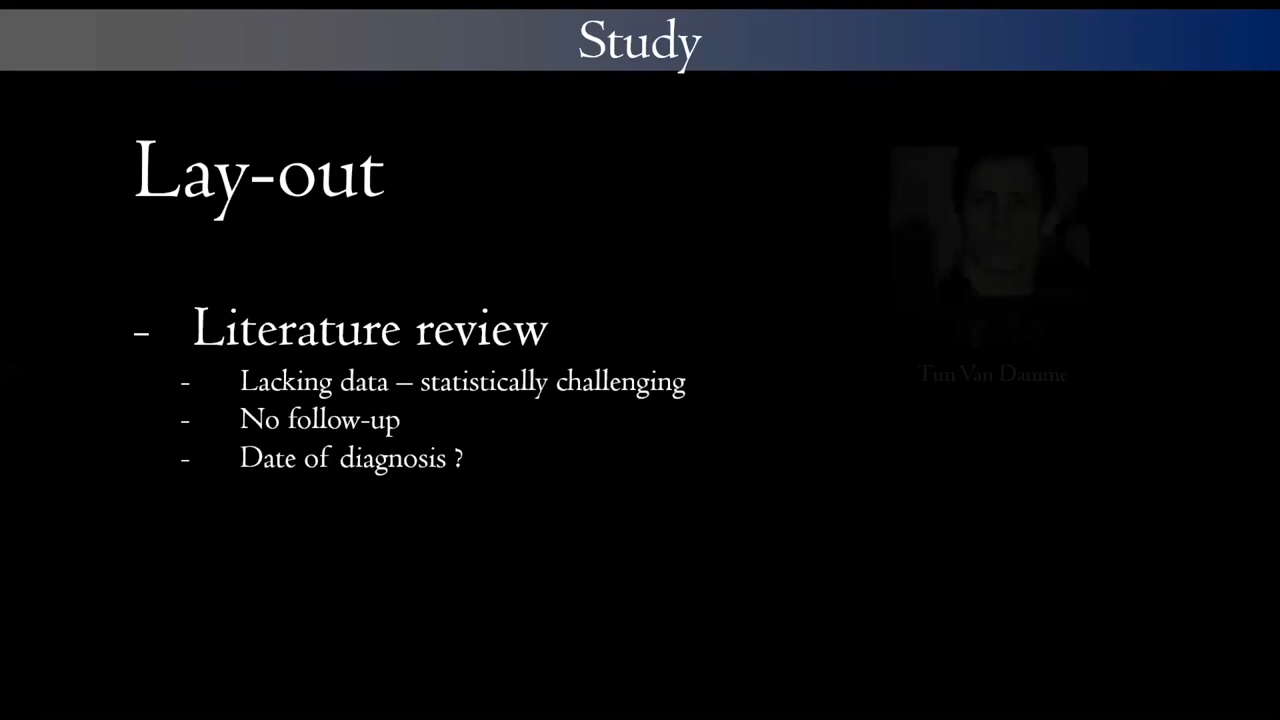 Study
Lay-out
- Literature review
- Lacking data – statistically challenging
- No follow-up
- Date of diagnosis ?
Tim Van Damme